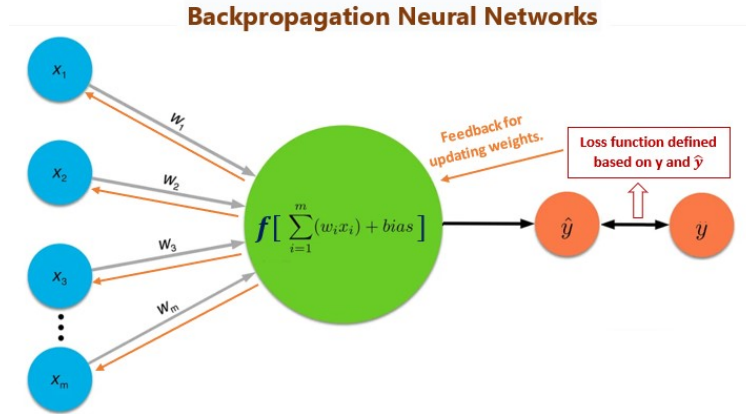 Backpropagation Neural Networks
x₁
W₁
x₂
W₂
x₃
W₃
xₘ
Wₘ
f[ ∑_{i=1}^{m} (wᵢxᵢ) + bias ]
Feedback for
updating weights.
Loss function defined
based on y and ŷ
ŷ
y